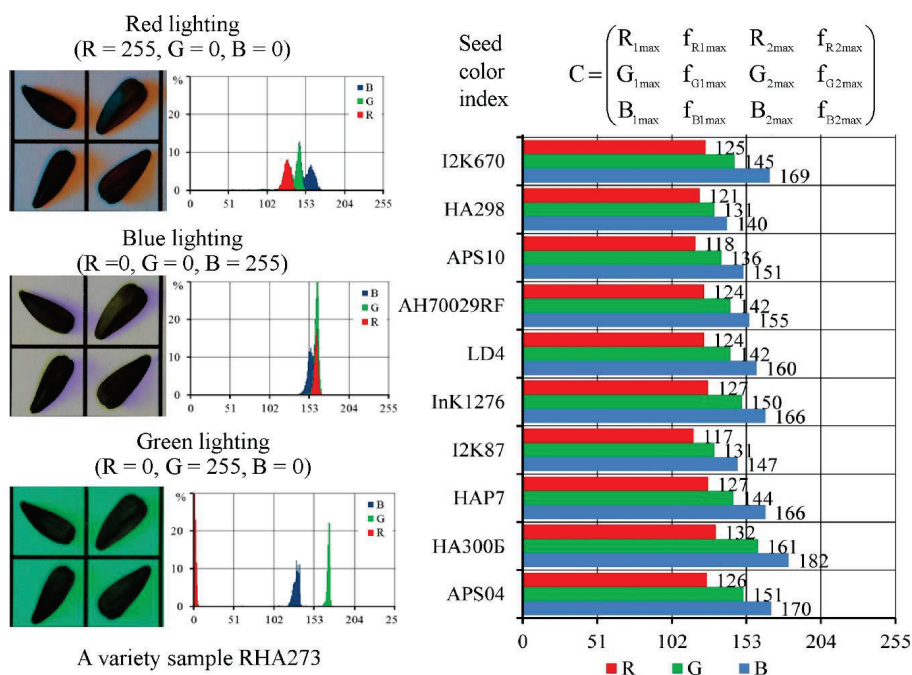 Red lighting
(R = 255, G = 0, B = 0)
%
30
20
10
0
B
G
R
0 51 102 153 204 255
Blue lighting
(R =0, G = 0, B = 255)
%
20
10
0
B
G
R
0 51 102 153 204 255
Green lighting
(R = 0, G = 255, B = 0)
%
20
10
0
B
G
R
0 51 102 153 204 25
A variety sample RHA273
Seed
color
index
C = ( R1max fR1max R2max fR2max
G1max fG1max G2max fG2max
B1max fB1max B2max fB2max )
I2K670 125 145 169
HA298 121 131 140
APS10 118 136 151
AH70029RF 124 142 155
LD4 124 142 160
InK1276 127 150 166
I2K87 117 131 147
HAP7 127 144 166
HA300Б 132 161 182
APS04 126 151 170
0 51 102 153 204 255
R G B